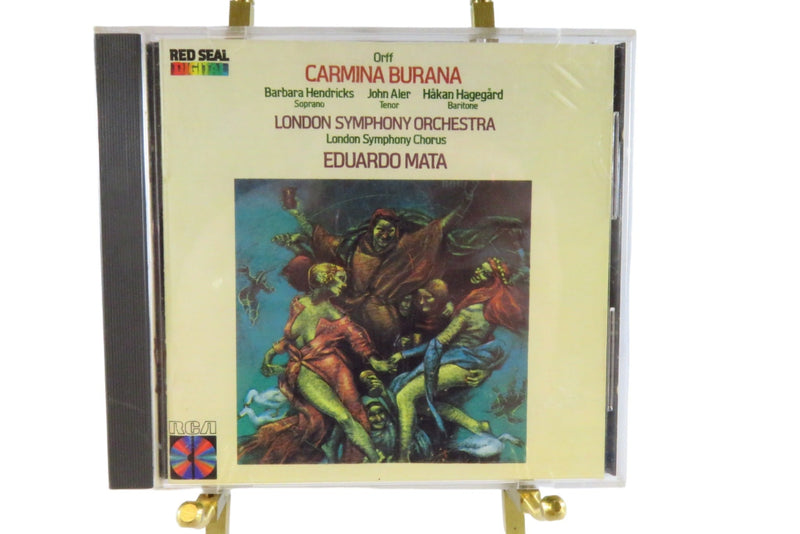 RED SEAL
DIGITAL
Orff
CARMINA BURANA
Barbara Hendricks John Aler Håkan Hagegård
Soprano Tenor Baritone
LONDON SYMPHONY ORCHESTRA
London Symphony Chorus
EDUARDO MATA
RCA